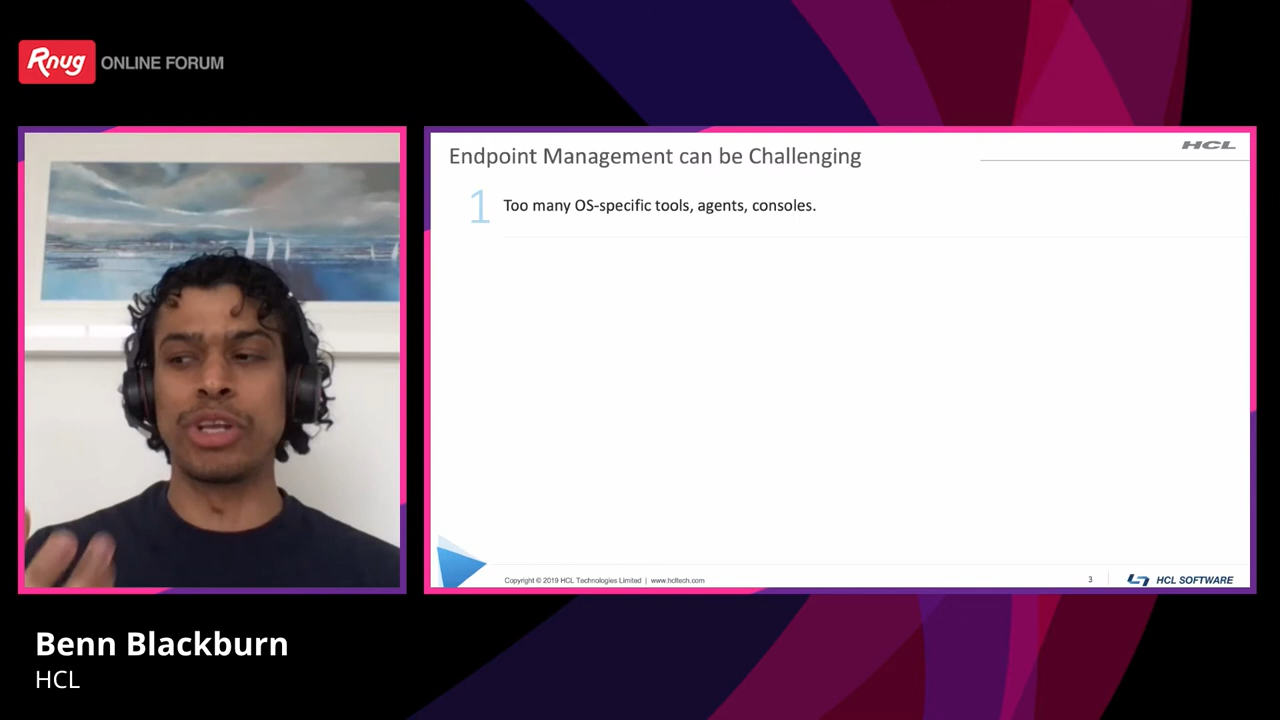 Rnug ONLINE FORUM
Endpoint Management can be Challenging
HCL
1 Too many OS-specific tools, agents, consoles.
Copyright © 2019 HCL Technologies Limited | www.hcltech.com
3
HCL SOFTWARE
Benn Blackburn
HCL